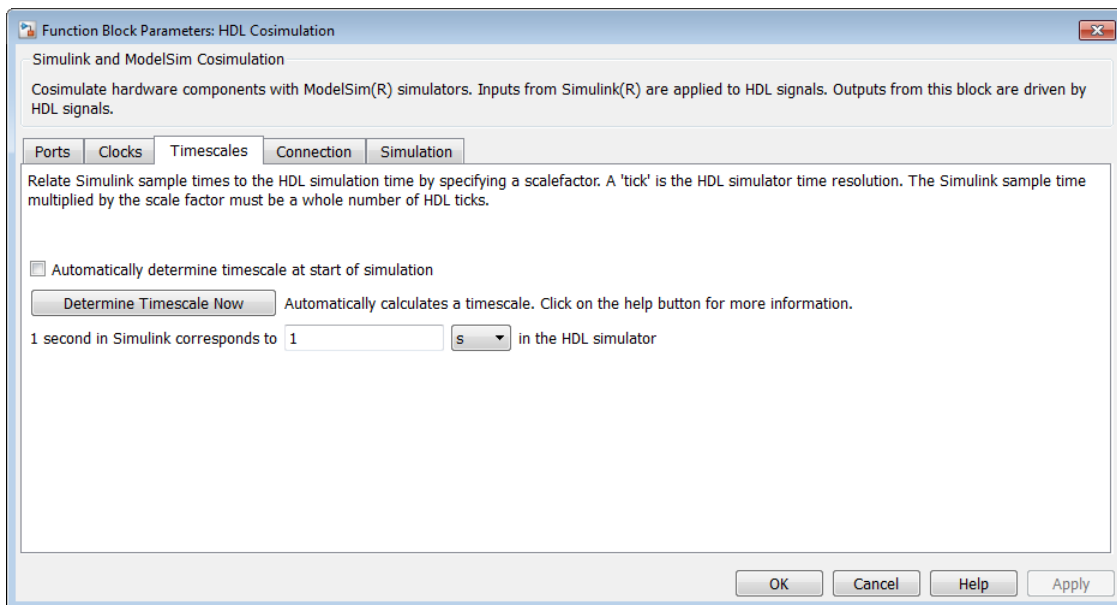 Function Block Parameters: HDL Cosimulation
Simulink and ModelSim Cosimulation
Cosimulate hardware components with ModelSim(R) simulators. Inputs from Simulink(R) are applied to HDL signals. Outputs from this block are driven by
HDL signals.
Ports Clocks Timescales Connection Simulation
Relate Simulink sample times to the HDL simulation time by specifying a scalefactor. A 'tick' is the HDL simulator time resolution. The Simulink sample time
multiplied by the scale factor must be a whole number of HDL ticks.
Automatically determine timescale at start of simulation
Determine Timescale Now Automatically calculates a timescale. Click on the help button for more information.
1 second in Simulink corresponds to 1 s in the HDL simulator
OK Cancel Help Apply